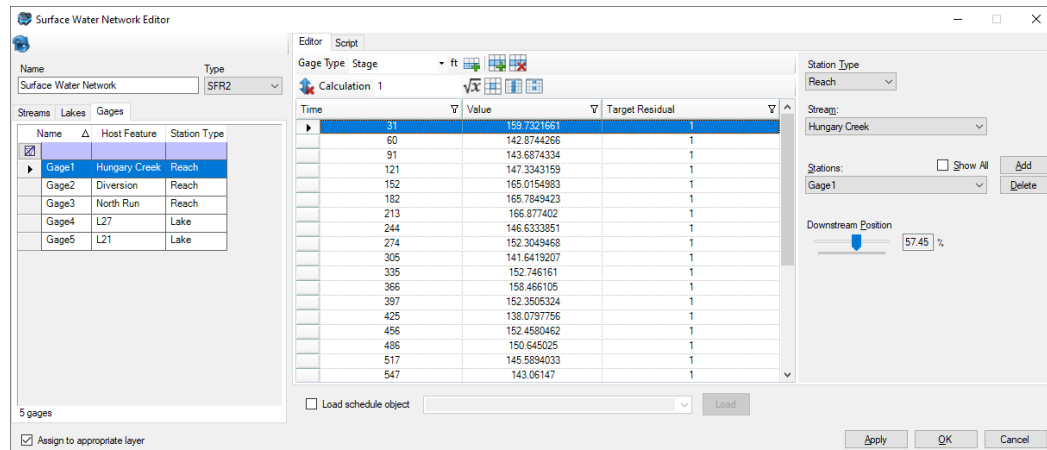 Surface Water Network Editor
Name Type
Surface Water Network SFR2
Streams Lakes Gages
Name Host Feature Station Type
Gage1 Hungary Creek Reach
Gage2 Diversion Reach
Gage3 North Run Reach
Gage4 L27 Lake
Gage5 L21 Lake
5 gages
Assign to appropriate layer
Editor Script
Gage Type Stage ft
Calculation 1 √x
Time Value Target Residual
31 159.7321661 1
60 142.8744266 1
91 143.6874334 1
121 147.3343159 1
152 165.0154983 1
182 165.7849423 1
213 166.877402 1
244 146.6333851 1
274 152.3049468 1
305 141.6419207 1
335 152.746161 1
366 158.466105 1
397 152.3505324 1
425 138.0797756 1
456 152.4580462 1
486 150.645025 1
517 145.5894033 1
547 143.06147 1
Load schedule object Load
Station Type
Reach
Stream:
Hungary Creek
Stations: Show All Add
Gage1 Delete
Downstream Position
57.45 %
Apply OK Cancel